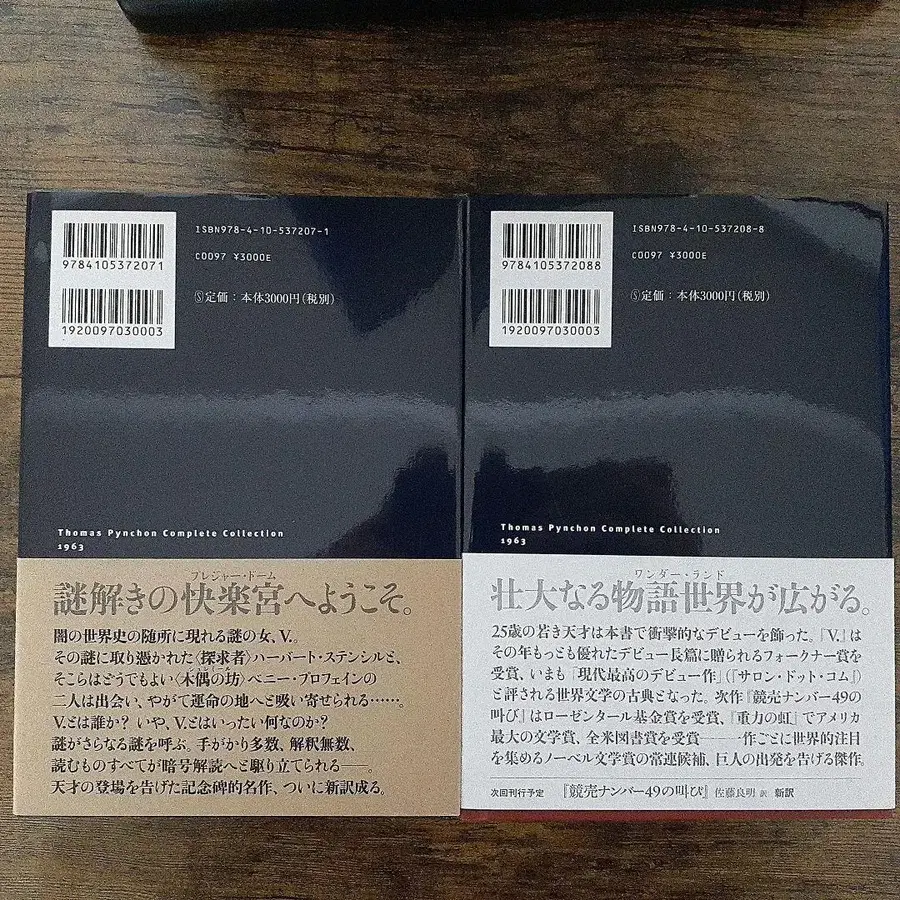 9784105372071
1920097030003
ISBN978-4-10-537207-1
C0097 ¥3000E
Ⓢ定価：本体3000円(税別)
Thomas Pynchon Complete Collection
1963
プレジャー・ドーム
謎解きの快楽宮へようこそ。
闇の世界史の随所に現れる謎の女、V.。
その謎に取り憑かれた〈探求者〉ハーバート・ステンシルと、
そこらはどうでもよい〈木偶の坊〉ベニー・プロフェインの
二人は出会い、やがて運命の地へと吸い寄せられる……。
V.とは誰か? いや、V.とはいったい何なのか?
謎がさらなる謎を呼ぶ。手がかり多数、解釈無数、
読むものすべてが暗号解読へと駆り立てられる――。
天才の登場を告げた記念碑的名作、ついに新訳成る。
9784105372088
1920097030003
ISBN978-4-10-537208-8
C0097 ¥3000E
Ⓢ定価：本体3000円(税別)
Thomas Pynchon Complete Collection
1963
ワンダー・ランド
壮大なる物語世界が広がる。
25歳の若き天才は本書で衝撃的なデビューを飾った。『V.』は
その年もっとも優れたデビュー長篇に贈られるフォークナー賞を
受賞、いまも「現代最高のデビュー作」(『サロン・ドット・コム』)
と評される世界文学の古典となった。次作『競売ナンバー49の
叫び』はローゼンタール基金賞を受賞、『重力の虹』でアメリカ
最大の文学賞、全米図書賞を受賞――一作ごとに世界的注目
を集めるノーベル文学賞の常連候補、巨人の出発を告げる傑作。
次回刊行予定 『競売ナンバー49の叫び』 佐藤良明 訳 新訳